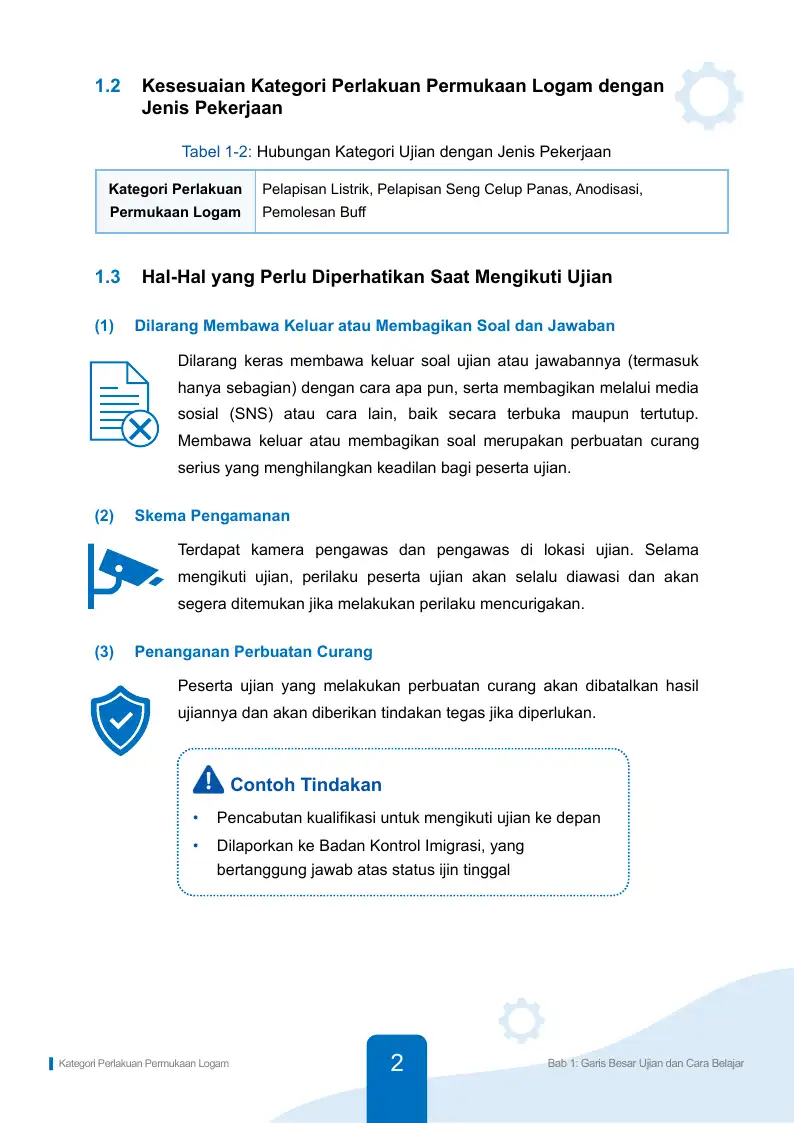 1.2 Kesesuaian Kategori Perlakuan Permukaan Logam dengan
Jenis Pekerjaan
Tabel 1-2: Hubungan Kategori Ujian dengan Jenis Pekerjaan
Kategori Perlakuan
Permukaan Logam
Pelapisan Listrik, Pelapisan Seng Celup Panas, Anodisasi,
Pemolesan Buff
1.3 Hal-Hal yang Perlu Diperhatikan Saat Mengikuti Ujian
(1) Dilarang Membawa Keluar atau Membagikan Soal dan Jawaban
Dilarang keras membawa keluar soal ujian atau jawabannya (termasuk
hanya sebagian) dengan cara apa pun, serta membagikan melalui media
sosial (SNS) atau cara lain, baik secara terbuka maupun tertutup.
Membawa keluar atau membagikan soal merupakan perbuatan curang
serius yang menghilangkan keadilan bagi peserta ujian.
(2) Skema Pengamanan
Terdapat kamera pengawas dan pengawas di lokasi ujian. Selama
mengikuti ujian, perilaku peserta ujian akan selalu diawasi dan akan
segera ditemukan jika melakukan perilaku mencurigakan.
(3) Penanganan Perbuatan Curang
Peserta ujian yang melakukan perbuatan curang akan dibatalkan hasil
ujiannya dan akan diberikan tindakan tegas jika diperlukan.
Contoh Tindakan
• Pencabutan kualifikasi untuk mengikuti ujian ke depan
• Dilaporkan ke Badan Kontrol Imigrasi, yang
bertanggung jawab atas status ijin tinggal
Kategori Perlakuan Permukaan Logam
2
Bab 1: Garis Besar Ujian dan Cara Belajar